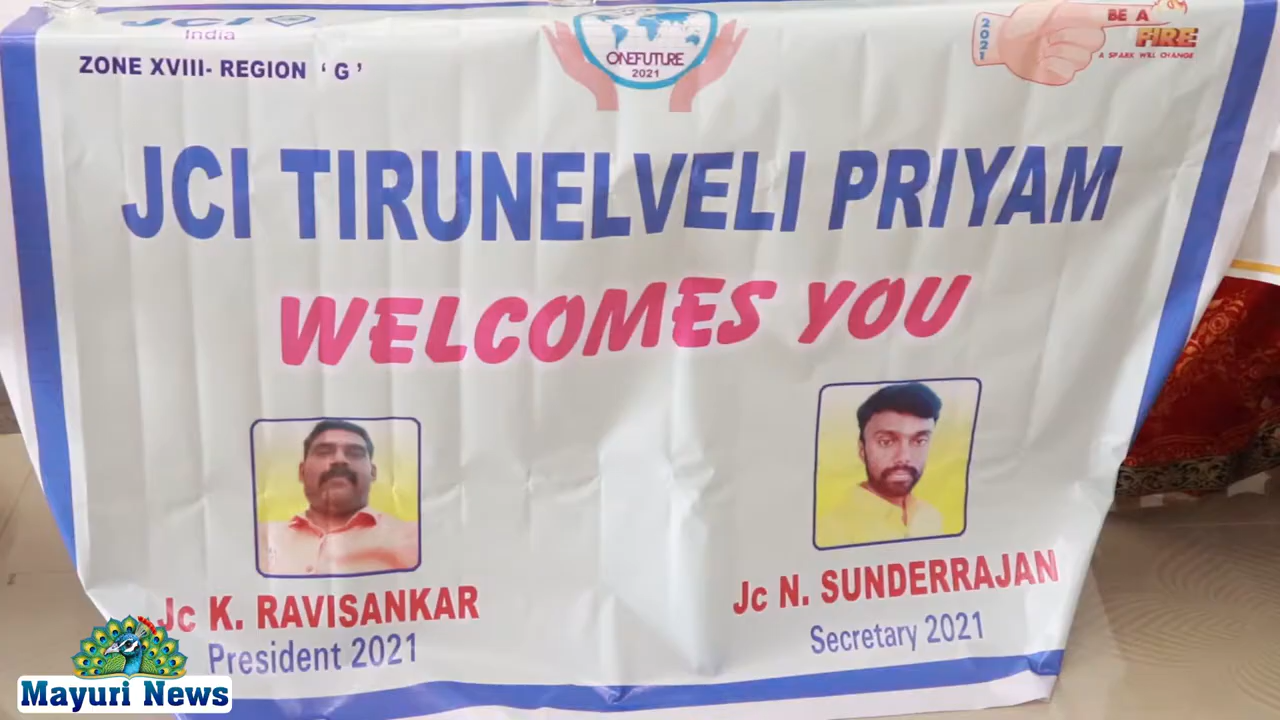 JCI
India
ZONE XVIII- REGION ‘ G ’
ONEFUTURE
2021
2021
BE A
FIRE
A SPARK WILL CHANGE
JCI TIRUNELVELI PRIYAM
WELCOMES YOU
Jc K. RAVISANKAR
President 2021
Jc N. SUNDERRAJAN
Secretary 2021
Mayuri News